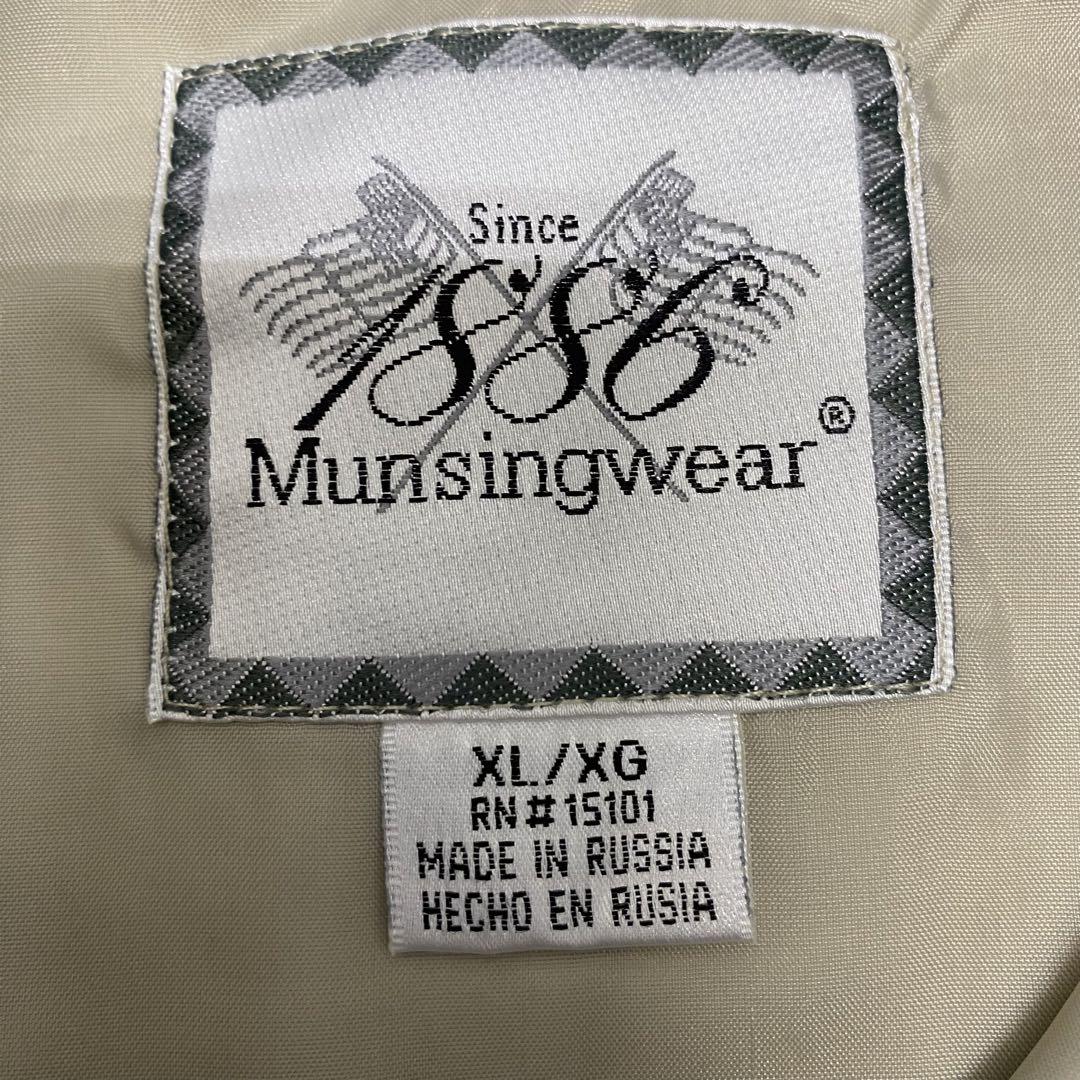 Since
1886
Munsingwear®
XL/XG
RN#15101
MADE IN RUSSIA
HECHO EN RUSIA